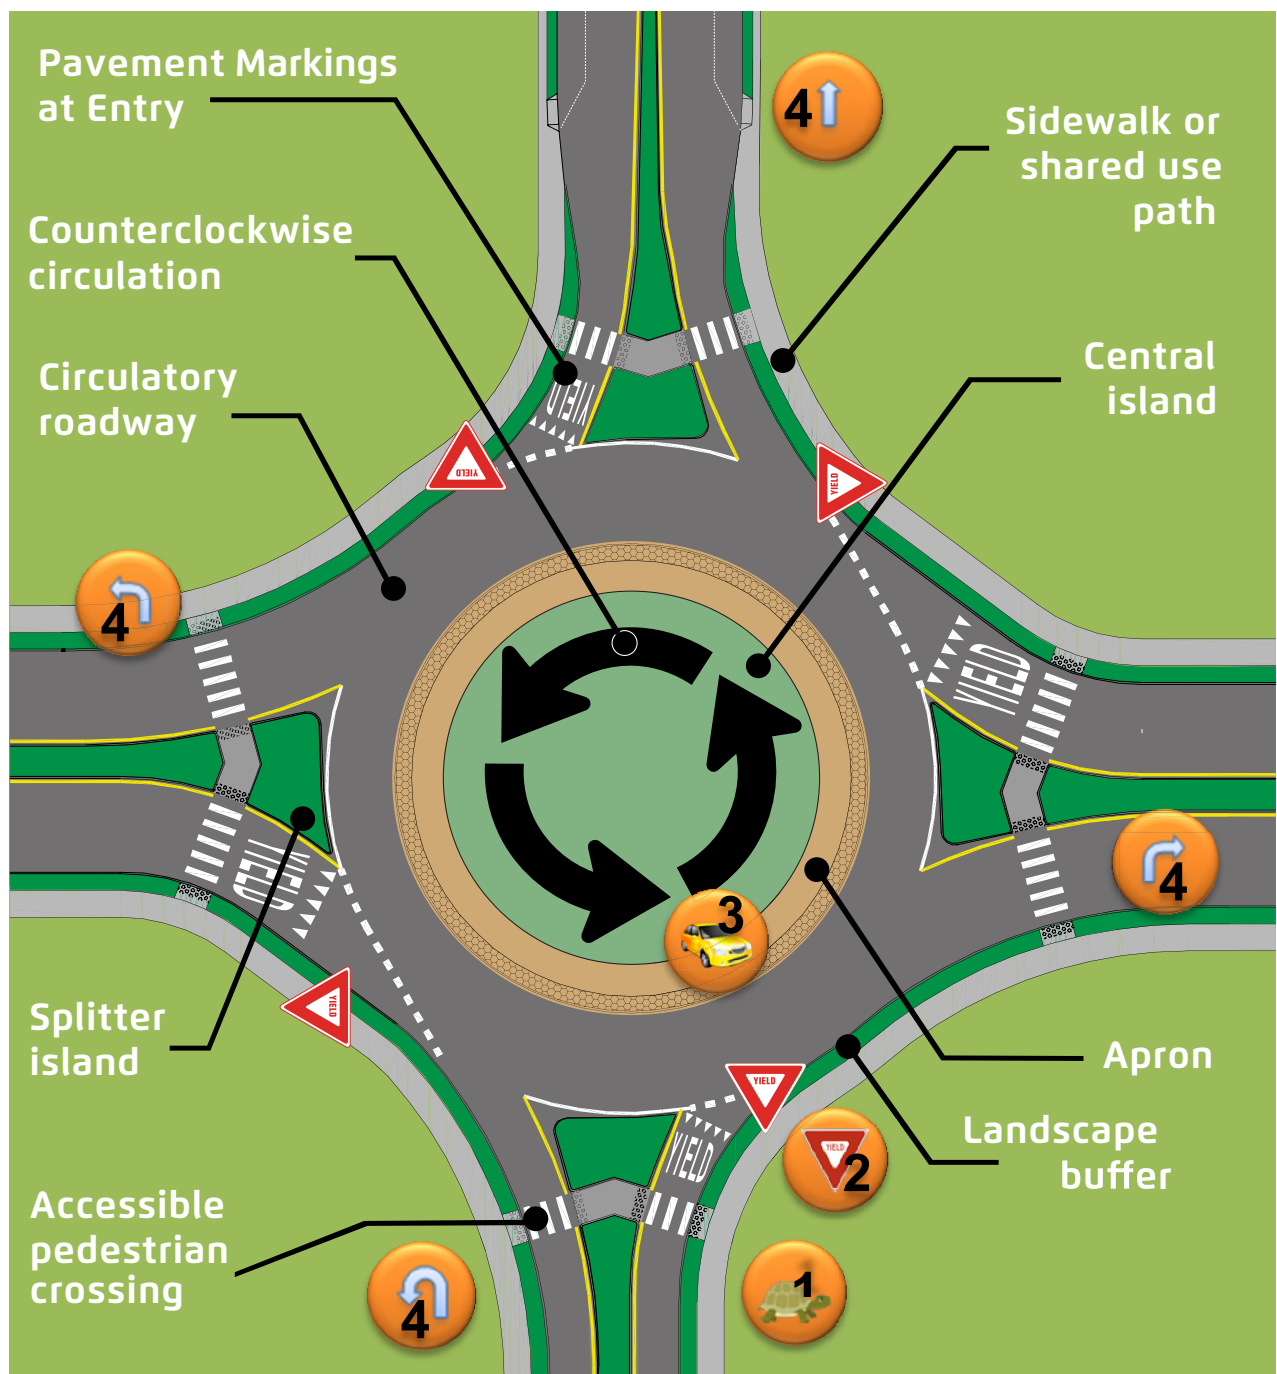 Pavement Markings
at Entry
4
Sidewalk or
shared use
path
Counterclockwise
circulation
Central
island
Circulatory
roadway
YIELD
YIELD
YIELD
4
YIELD
4
YIELD
3
Splitter
island
YIELD
YIELD
Apron
YIELD
YIELD
2
Landscape
buffer
Accessible
pedestrian
crossing
4
1